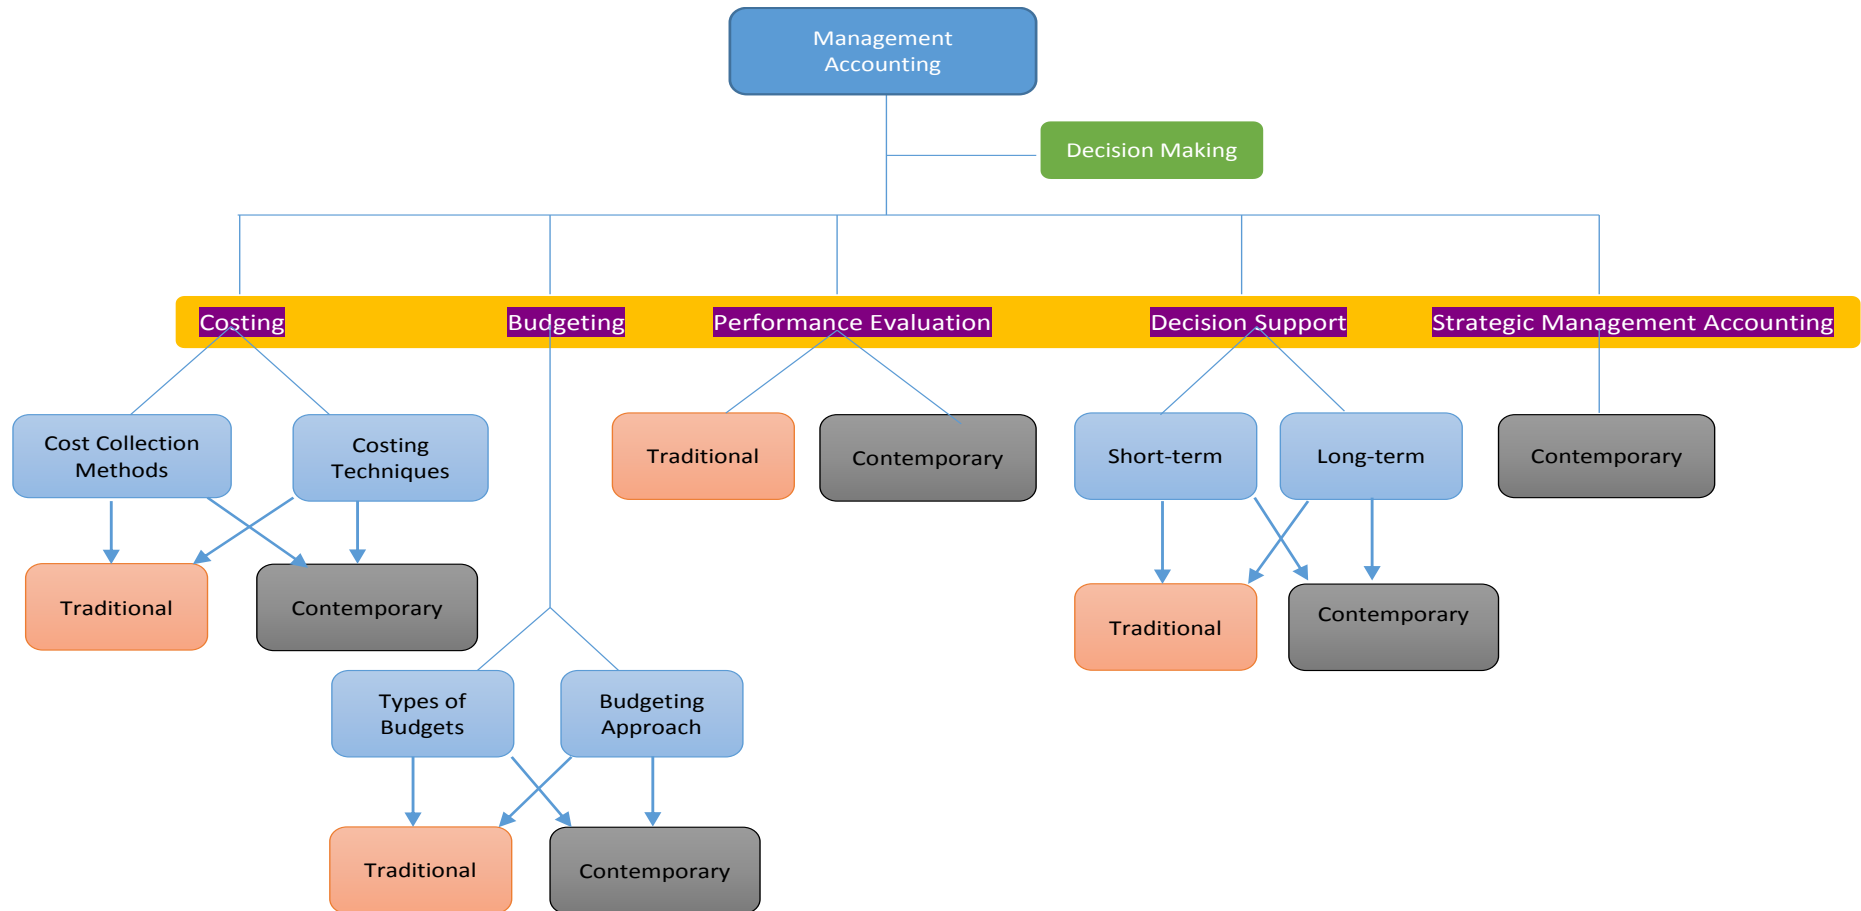 Management
Accounting
Decision Making
Costing
Budgeting
Performance Evaluation
Decision Support
Strategic Management Accounting
Cost Collection
Methods
Costing
Techniques
Traditional
Contemporary
Short-term
Long-term
Contemporary
Traditional
Contemporary
Traditional
Contemporary
Types of
Budgets
Budgeting
Approach
Traditional
Contemporary